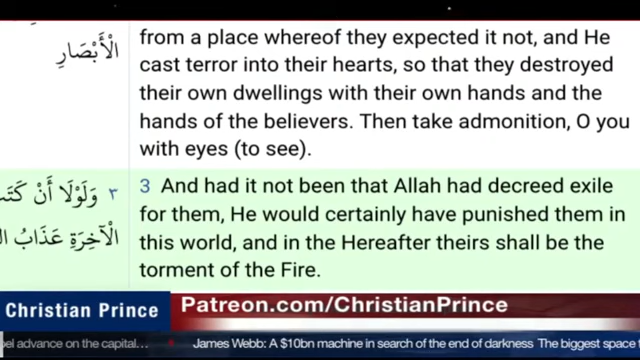 الْأَبْصَارِ
from a place whereof they expected it not, and He
cast terror into their hearts, so that they destroyed
their own dwellings with their own hands and the
hands of the believers. Then take admonition, O you
with eyes (to see).
٣ وَلَوْلَا أَنْ
الْآخِرَةِ عَذَابُ
3 And had it not been that Allah had decreed exile
for them, He would certainly have punished them in
this world, and in the Hereafter theirs shall be the
torment of the Fire.
Christian Prince
Patreon.com/ChristianPrince
advance on the capital... James Webb: A $10bn machine in search of the end of darkness The biggest space